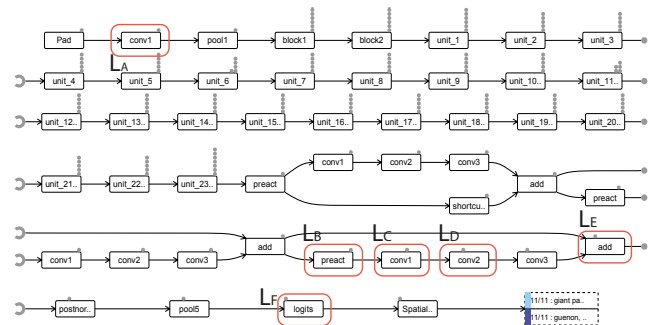 Pad conv1 pool1 block1 block2 unit_1 unit_2 unit_3
LA
unit_4 unit_5 unit_6 unit_7 unit_8 unit_9 unit_10.. unit_11..
unit_12.. unit_13.. unit_14.. unit_15.. unit_16.. unit_17.. unit_18.. unit_19.. unit_20..
conv1 conv2 conv3
unit_21.. unit_22.. unit_23.. preact add
shortcu.. preact
LB LC LD LE
add add
conv1 conv2 conv3 preact conv1 conv2 conv3
LF
postnor.. pool5 logits Spatial.. 11/11 : giant pa..
11/11 : guenon, ..